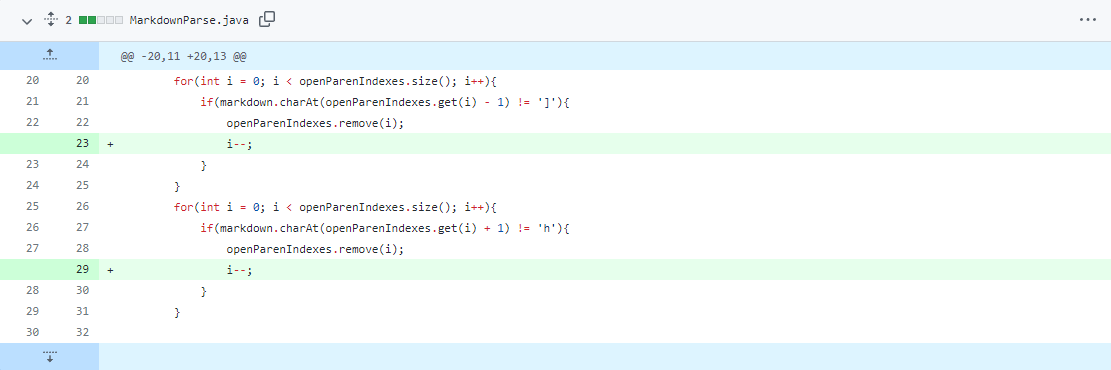 2 MarkdownParse.java
@@ -20,11 +20,13 @@
20 20 for(int i = 0; i < openParenIndexes.size(); i++){
21 21 if(markdown.charAt(openParenIndexes.get(i) - 1) != ']'){
22 22 openParenIndexes.remove(i);
23 + i--;
23 24 }
24 25 }
25 26 for(int i = 0; i < openParenIndexes.size(); i++){
26 27 if(markdown.charAt(openParenIndexes.get(i) + 1) != 'h'){
27 28 openParenIndexes.remove(i);
29 + i--;
28 30 }
29 31 }
30 32